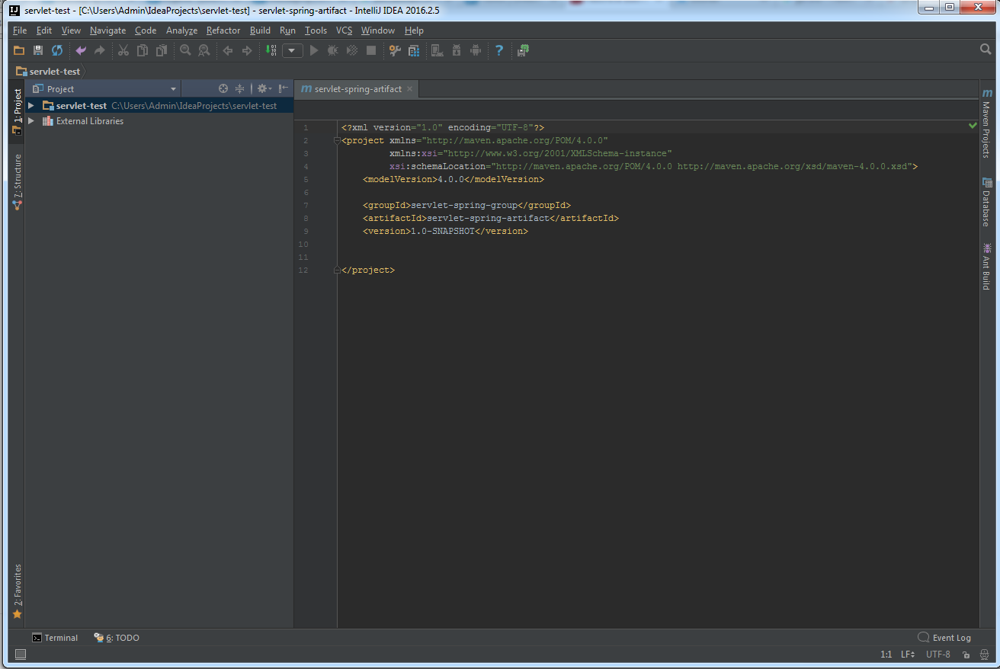 servlet-test - [C:\Users\Admin\IdeaProjects\servlet-test] - servlet-spring-artifact - IntelliJ IDEA 2016.2.5
File Edit View Navigate Code Analyze Refactor Build Run Tools VCS Window Help
servlet-test
Project
servlet-spring-artifact
servlet-test C:\Users\Admin\IdeaProjects\servlet-test
External Libraries
1: Project
7: Structure
2: Favorites
1 <?xml version="1.0" encoding="UTF-8"?>
2 <project xmlns="http://maven.apache.org/POM/4.0.0"
3 xmlns:xsi="http://www.w3.org/2001/XMLSchema-instance"
4 xsi:schemaLocation="http://maven.apache.org/POM/4.0.0 http://maven.apache.org/xsd/maven-4.0.0.xsd">
5 <modelVersion>4.0.0</modelVersion>
6
7 <groupId>servlet-spring-group</groupId>
8 <artifactId>servlet-spring-artifact</artifactId>
9 <version>1.0-SNAPSHOT</version>
10
11
12 </project>
Maven Projects
Database
Ant Build
Terminal
6: TODO
Event Log
1:1 LF UTF-8